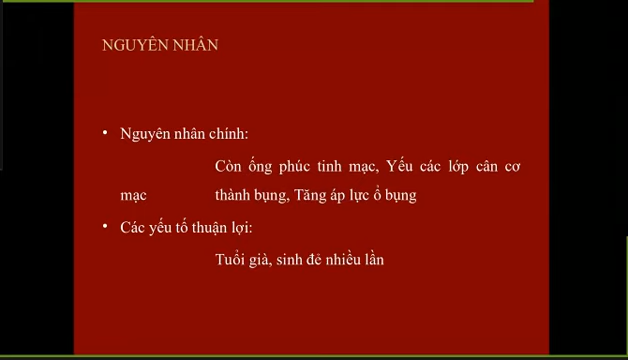 NGUYÊN NHÂN
• Nguyên nhân chính:
Còn ống phúc tinh mạc, Yếu các lớp cân cơ
mạc thành bụng, Tăng áp lực ổ bụng
• Các yếu tố thuận lợi:
Tuổi già, sinh đẻ nhiều lần